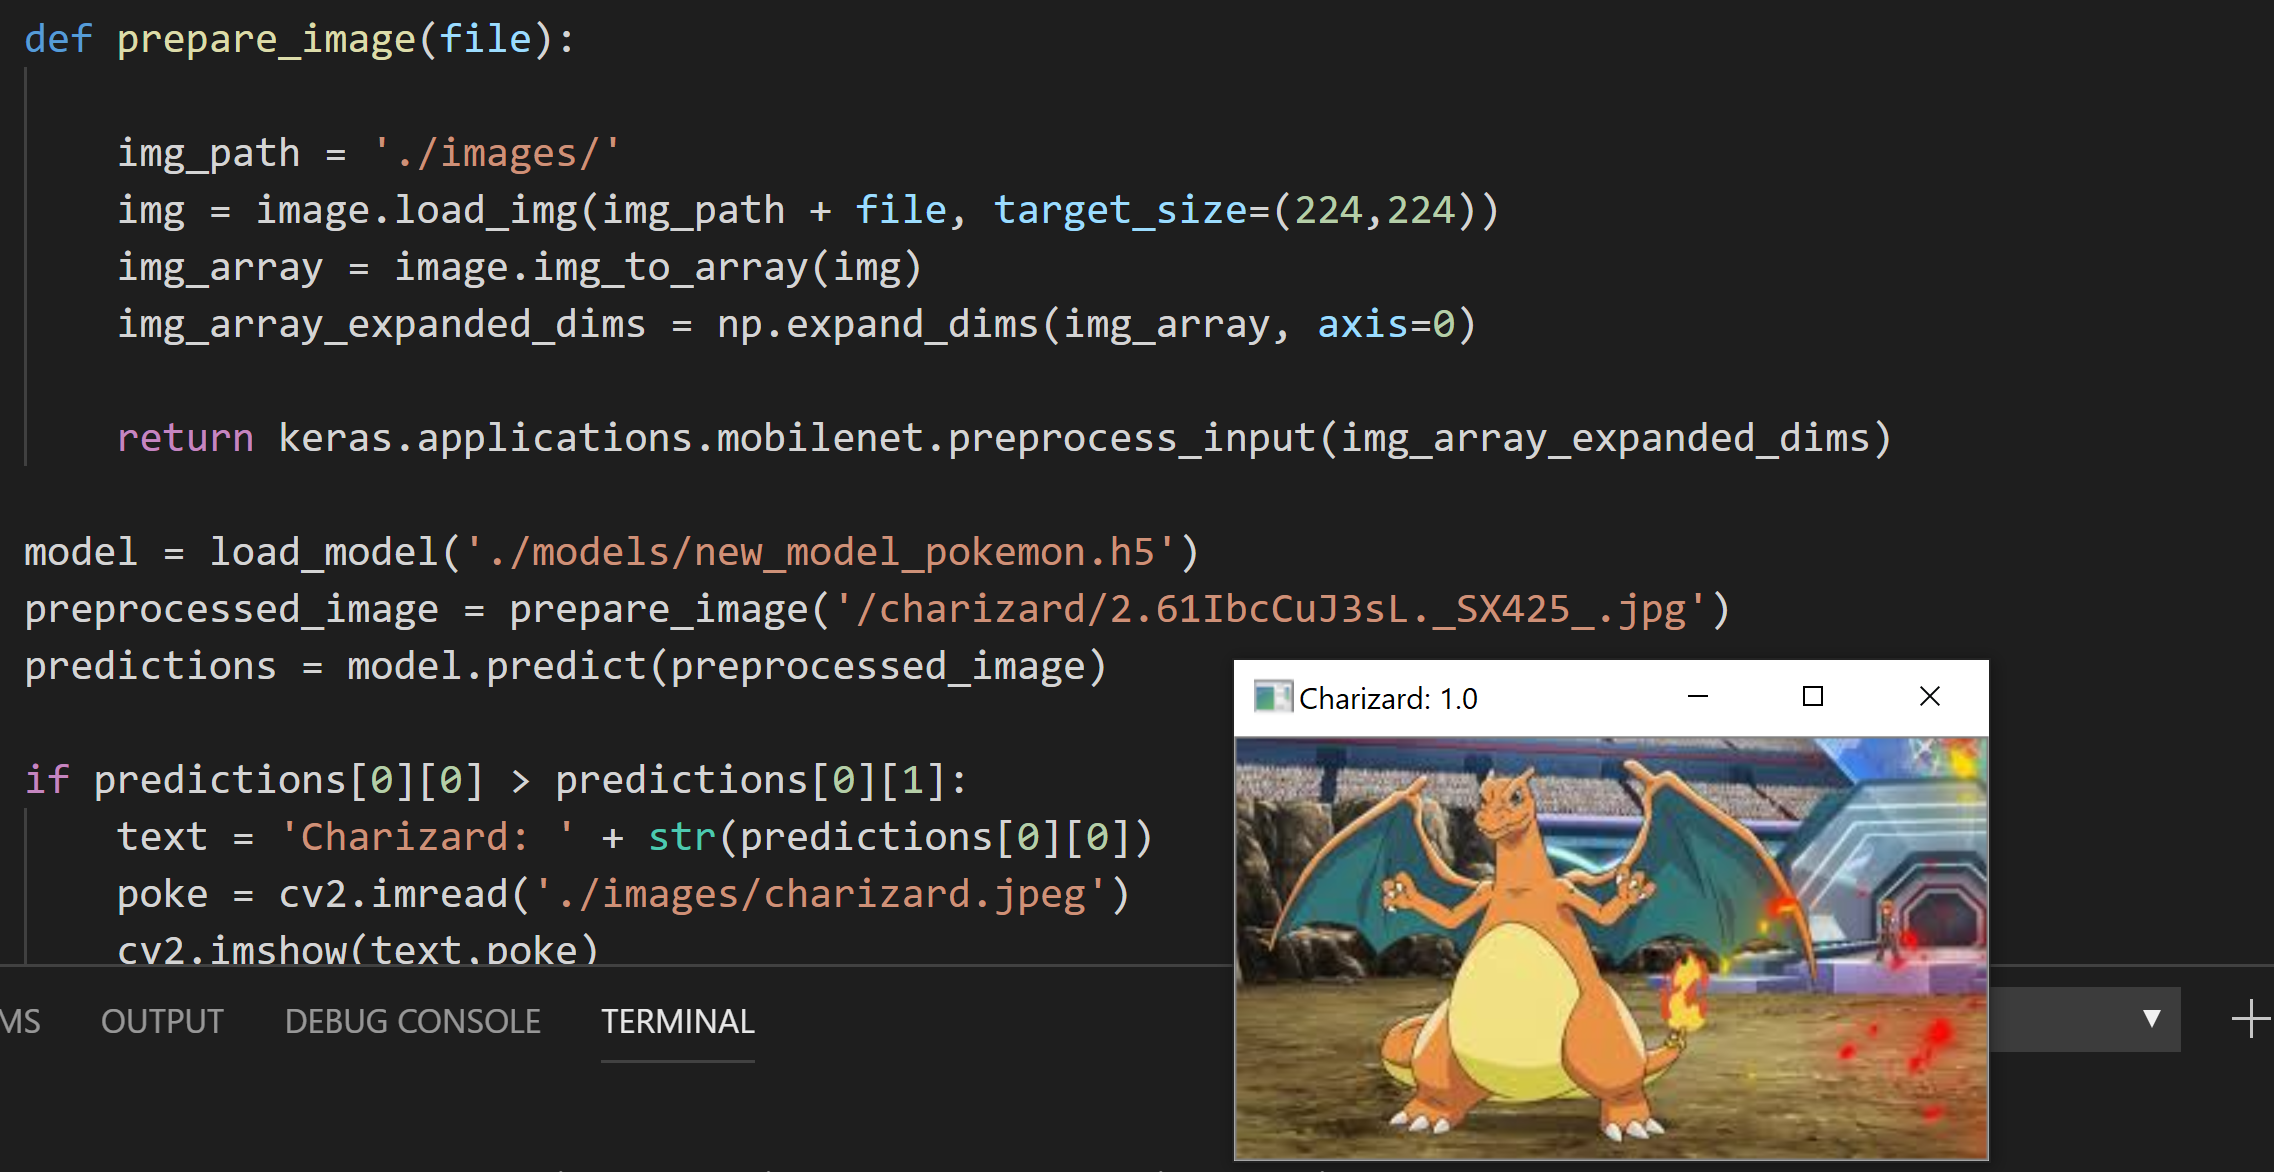 def prepare_image(file):
img_path = './images/'
img = image.load_img(img_path + file, target_size=(224,224))
img_array = image.img_to_array(img)
img_array_expanded_dims = np.expand_dims(img_array, axis=0)
return keras.applications.mobilenet.preprocess_input(img_array_expanded_dims)
model = load_model('./models/new_model_pokemon.h5')
preprocessed_image = prepare_image('/charizard/2.61IbcCuJ3sL._SX425_.jpg')
predictions = model.predict(preprocessed_image)
if predictions[0][0] > predictions[0][1]:
text = 'Charizard: ' + str(predictions[0][0])
poke = cv2.imread('./images/charizard.jpeg')
cv2.imshow(text,poke)
Charizard: 1.0
MS OUTPUT DEBUG CONSOLE TERMINAL